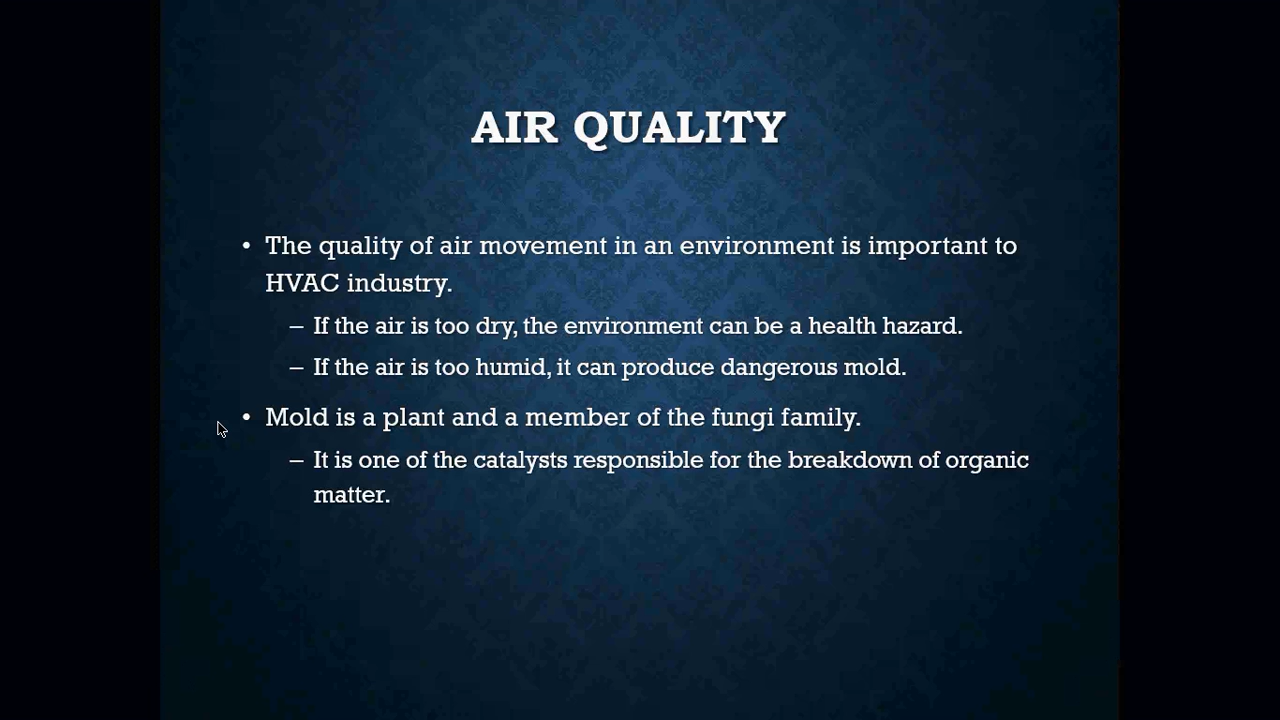 AIR QUALITY
• The quality of air movement in an environment is important to
HVAC industry.
– If the air is too dry, the environment can be a health hazard.
– If the air is too humid, it can produce dangerous mold.
• Mold is a plant and a member of the fungi family.
– It is one of the catalysts responsible for the breakdown of organic
matter.